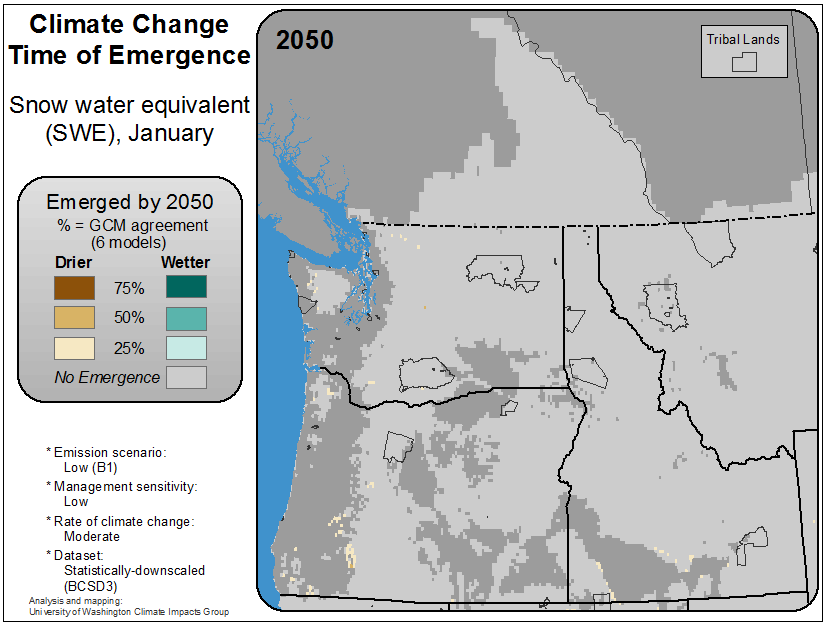 Climate Change
Time of Emergence
Snow water equivalent
(SWE), January
Emerged by 2050
% = GCM agreement
(6 models)
Drier Wetter
75%
50%
25%
No Emergence
* Emission scenario:
Low (B1)
* Management sensitivity:
Low
* Rate of climate change:
Moderate
* Dataset:
Statistically-downscaled
(BCSD3)
Analysis and mapping:
University of Washington Climate Impacts Group
2050
Tribal Lands